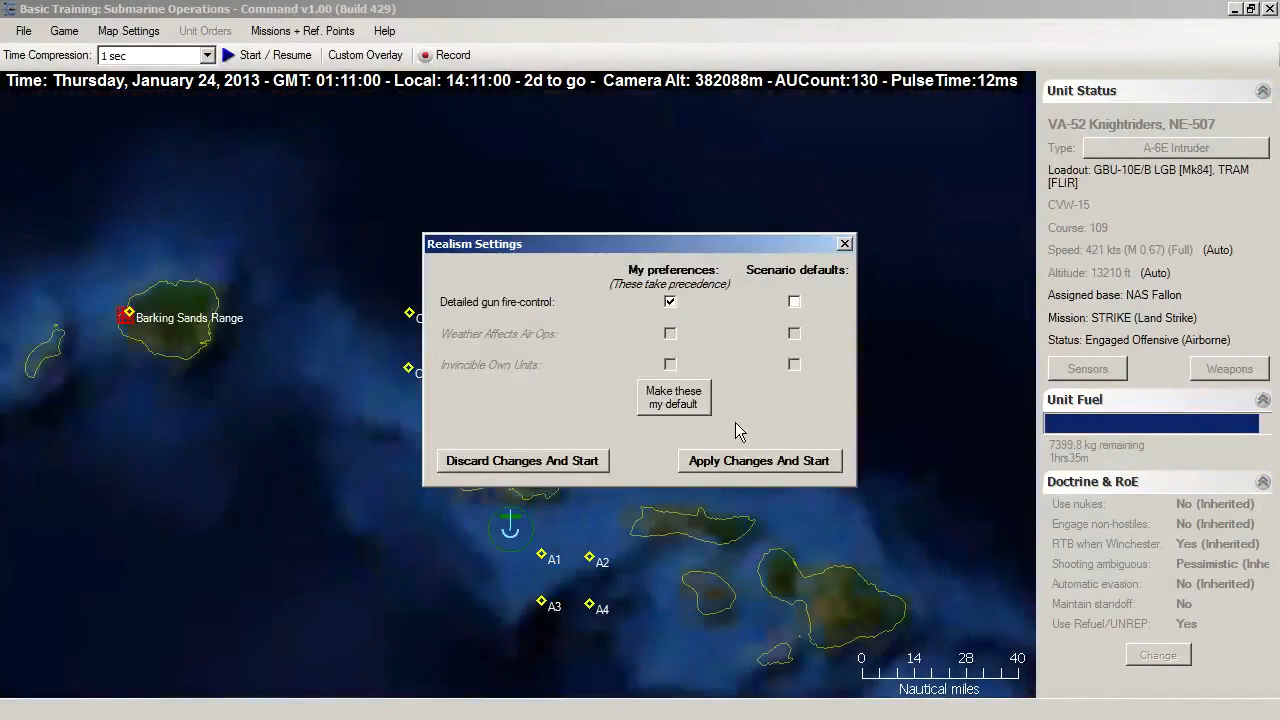 Basic Training: Submarine Operations - Command v1.00 (Build 429)
File Game Map Settings Unit Orders Missions + Ref. Points Help
Time Compression: 1 sec Start / Resume Custom Overlay Record
Time: Thursday, January 24, 2013 - GMT: 01:11:00 - Local: 14:11:00 - 2d to go - Camera Alt: 382088m - AUCount:130 - PulseTime:12ms
Barking Sands Range
C
C
Realism Settings
My preferences: Scenario defaults:
(These take precedence)
Detailed gun fire-control:
Weather Affects Air Ops:
Invincible Own Units:
Make these
my default
Discard Changes And Start Apply Changes And Start
A1 A2
A3 A4
0 14 28 40
Nautical miles
Unit Status
VA-52 Knightriders, NE-507
Type: A-6E Intruder
Loadout: GBU-10E/B LGB [Mk84], TRAM
[FLIR]
CVW-15
Course: 109
Speed: 421 kts (M 0.67) (Full) (Auto)
Altitude: 13210 ft (Auto)
Assigned base: NAS Fallon
Mission: STRIKE (Land Strike)
Status: Engaged Offensive (Airborne)
Sensors Weapons
Unit Fuel
7399.8 kg remaining
1hrs35m
Doctrine & RoE
Use nukes: No (Inherited)
Engage non-hostiles: No (Inherited)
RTB when Winchester: Yes (Inherited)
Shooting ambiguous: Pessimistic (Inhe
Automatic evasion: No (Inherited)
Maintain standoff: No
Use Refuel/UNREP: Yes
Change